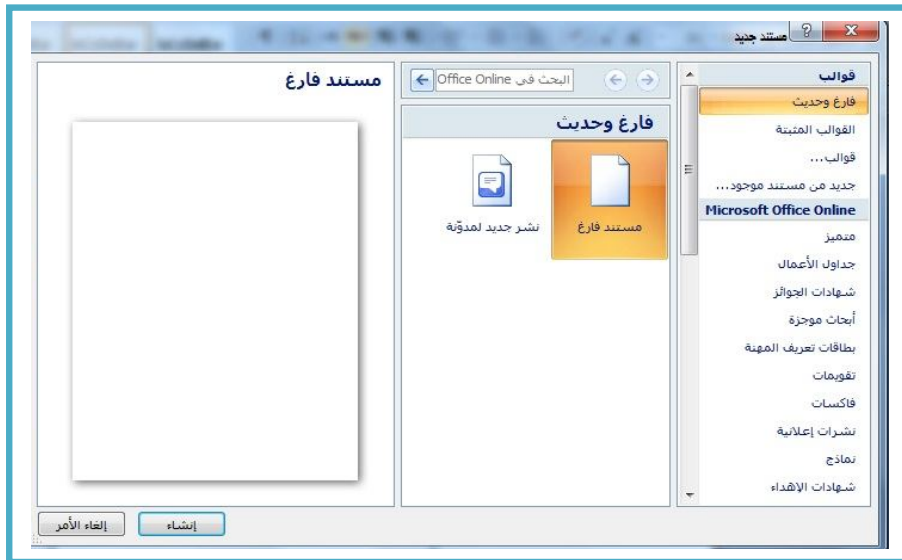 مستند جديد
قوالب
فارغ وحديث
القوالب المثبتة
قوالب...
جديد من مستند موجود...
Microsoft Office Online
متميز
جداول الأعمال
شهادات الجوائز
أبحاث موجزة
بطاقات تعريف المهنة
تقويمات
فاكسات
نشرات إعلانية
نماذج
شهادات الإهداء
البحث في Office Online
فارغ وحديث
مستند فارغ
نشر جديد لمدوّنة
مستند فارغ
إنشاء
إلغاء الأمر